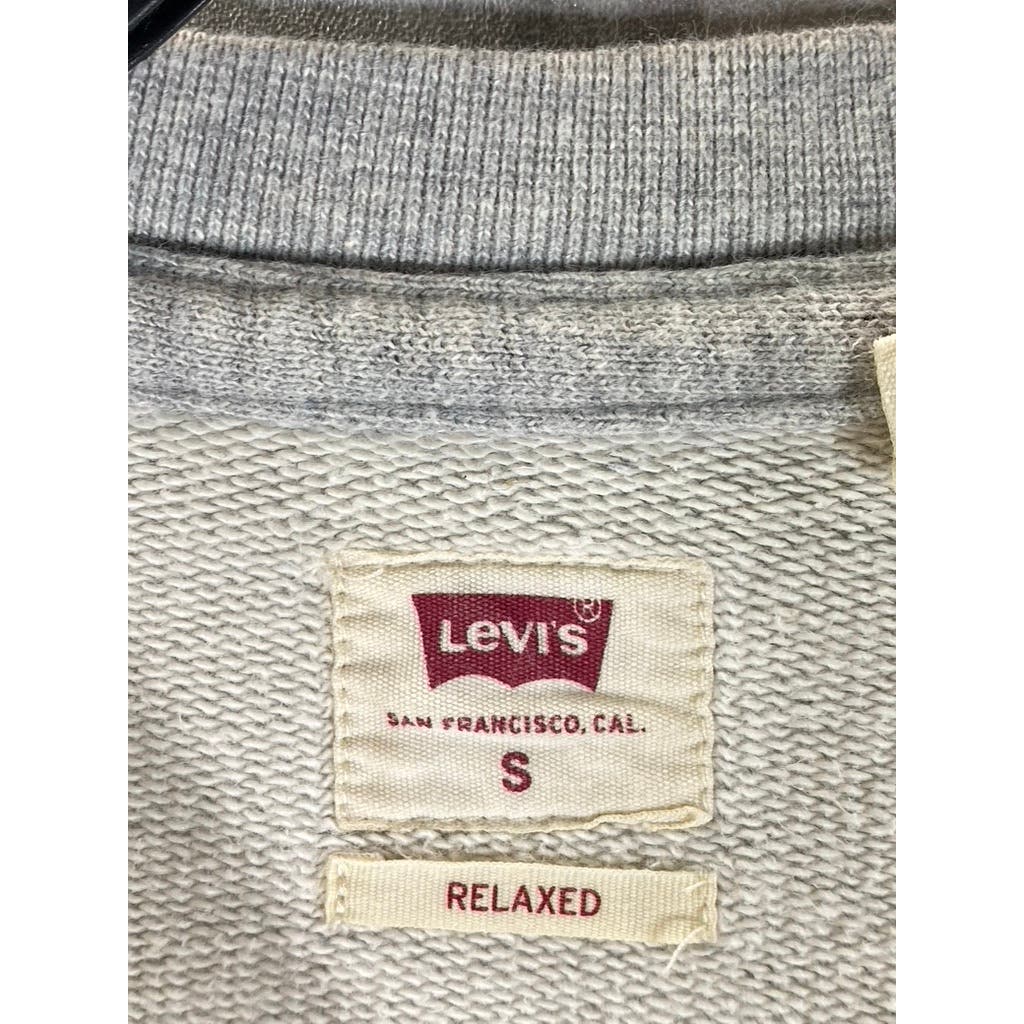 Levi's®
SAN FRANCISCO, CAL.
S
RELAXED